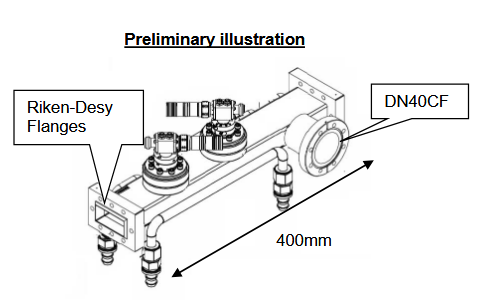 Preliminary illustration
Riken-Desy
Flanges
DN40CF
400mm